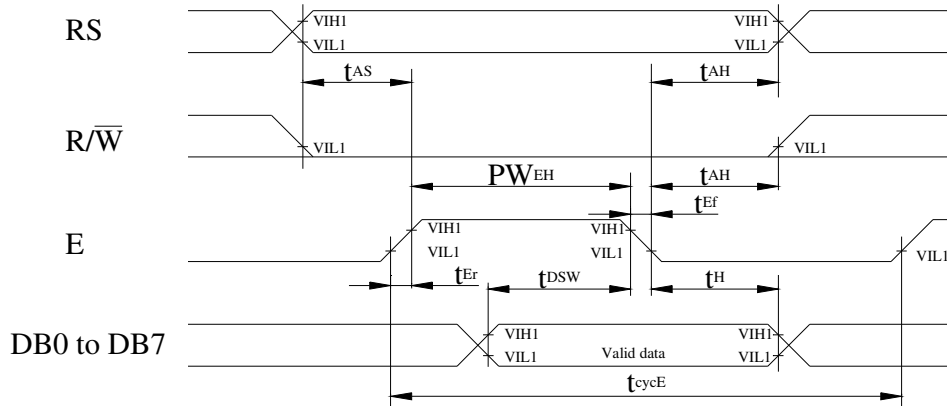 RS
VIH1
VIL1
VIH1
VIL1
tAS
tAH
R/W̅
VIL1
VIL1
PWEH
tAH
tEf
E
VIH1
VIL1
VIH1
VIL1
VIL1
tEr
tDSW
tH
DB0 to DB7
VIH1
VIL1
Valid data
VIH1
VIL1
tcycE